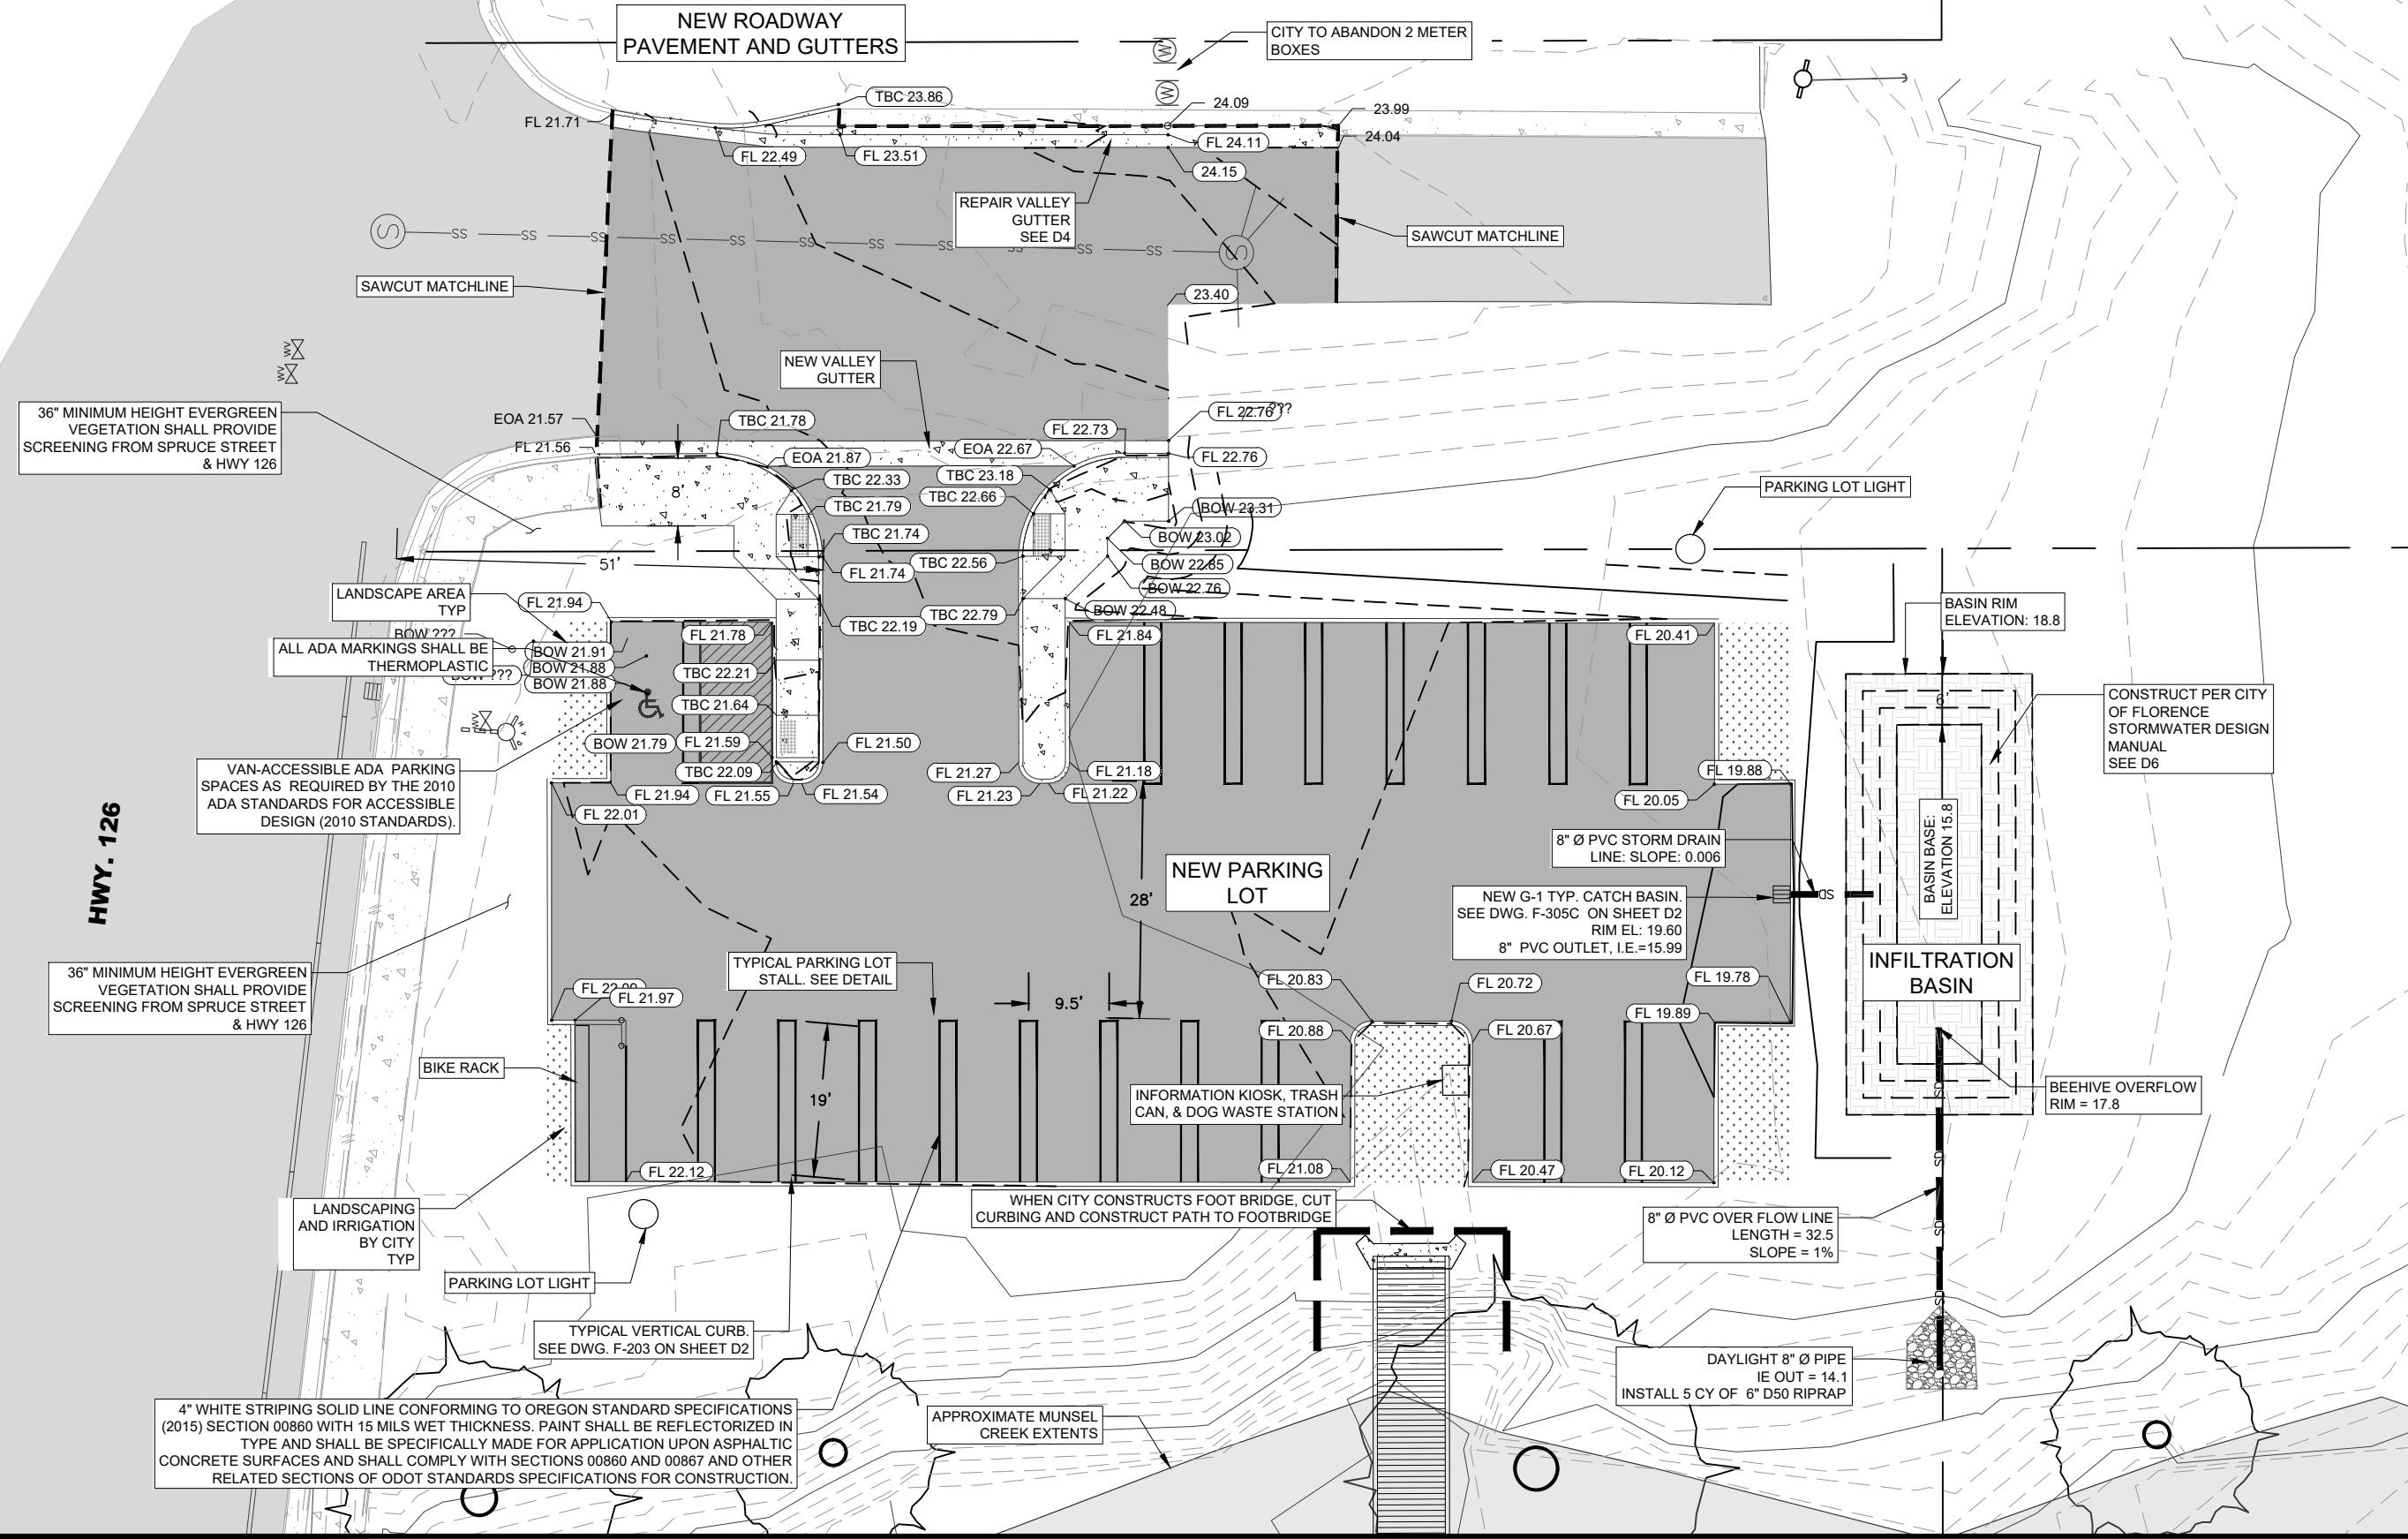 NEW ROADWAY
PAVEMENT AND GUTTERS
CITY TO ABANDON 2 METER
BOXES
W
W
TBC 23.86
24.09
23.99
FL 21.71
FL 22.49
FL 23.51
FL 24.11
24.04
24.15
REPAIR VALLEY
GUTTER
SEE D4
S
SS SS SS SS SS SS SS SS SS SS SS
S
SAWCUT MATCHLINE
SAWCUT MATCHLINE
23.40
WV
WV
NEW VALLEY
GUTTER
36" MINIMUM HEIGHT EVERGREEN
VEGETATION SHALL PROVIDE
SCREENING FROM SPRUCE STREET
& HWY 126
EOA 21.57
FL 21.56
TBC 21.78
FL 22.76
???
FL 22.73
EOA 21.87
EOA 22.67
FL 22.76
TBC 22.33
TBC 23.18
8'
TBC 22.66
TBC 21.79
BOW 23.31
PARKING LOT LIGHT
TBC 21.74
BOW 23.02
51'
FL 21.74
TBC 22.56
BOW 22.85
BOW 22.76
LANDSCAPE AREA
TYP
FL 21.94
TBC 22.19
TBC 22.79
BOW 22.48
BASIN RIM
ELEVATION: 18.8
BOW ???
FL 21.78
FL 21.84
FL 20.41
ALL ADA MARKINGS SHALL BE
THERMOPLASTIC
BOW 21.91
BOW 21.88
BOW ???
BOW 21.88
TBC 22.21
TBC 21.64
6'
CONSTRUCT PER CITY
OF FLORENCE
STORMWATER DESIGN
MANUAL
SEE D6
WV
HYD
BOW 21.79
FL 21.59
FL 21.50
TBC 22.09
FL 21.27
FL 21.18
FL 19.88
VAN-ACCESSIBLE ADA PARKING
SPACES AS REQUIRED BY THE 2010
ADA STANDARDS FOR ACCESSIBLE
DESIGN (2010 STANDARDS).
FL 21.94
FL 21.55
FL 21.54
FL 21.23
FL 21.22
FL 20.05
FL 22.01
HWY. 126
8" Ø PVC STORM DRAIN
LINE: SLOPE: 0.006
BASIN BASE:
ELEVATION 15.8
NEW PARKING
LOT
28'
NEW G-1 TYP. CATCH BASIN.
SEE DWG. F-305C ON SHEET D2
RIM EL: 19.60
8" PVC OUTLET, I.E.=15.99
SD
INFILTRATION
BASIN
36" MINIMUM HEIGHT EVERGREEN
VEGETATION SHALL PROVIDE
SCREENING FROM SPRUCE STREET
& HWY 126
TYPICAL PARKING LOT
STALL. SEE DETAIL
FL 21.97
9.5'
FL 20.83
FL 20.72
FL 19.78
FL 19.89
FL 20.88
FL 20.67
BIKE RACK
19'
INFORMATION KIOSK, TRASH
CAN, & DOG WASTE STATION
BEEHIVE OVERFLOW
RIM = 17.8
SD
SD
SD
SD
FL 22.12
FL 21.08
FL 20.47
FL 20.12
LANDSCAPING
AND IRRIGATION
BY CITY
TYP
WHEN CITY CONSTRUCTS FOOT BRIDGE, CUT
CURBING AND CONSTRUCT PATH TO FOOTBRIDGE
8" Ø PVC OVER FLOW LINE
LENGTH = 32.5
SLOPE = 1%
PARKING LOT LIGHT
TYPICAL VERTICAL CURB.
SEE DWG. F-203 ON SHEET D2
DAYLIGHT 8" Ø PIPE
IE OUT = 14.1
INSTALL 5 CY OF 6" D50 RIPRAP
4" WHITE STRIPING SOLID LINE CONFORMING TO OREGON STANDARD SPECIFICATIONS
(2015) SECTION 00860 WITH 15 MILS WET THICKNESS. PAINT SHALL BE REFLECTORIZED IN
TYPE AND SHALL BE SPECIFICALLY MADE FOR APPLICATION UPON ASPHALTIC
CONCRETE SURFACES AND SHALL COMPLY WITH SECTIONS 00860 AND 00867 AND OTHER
RELATED SECTIONS OF ODOT STANDARDS SPECIFICATIONS FOR CONSTRUCTION.
APPROXIMATE MUNSEL
CREEK EXTENTS